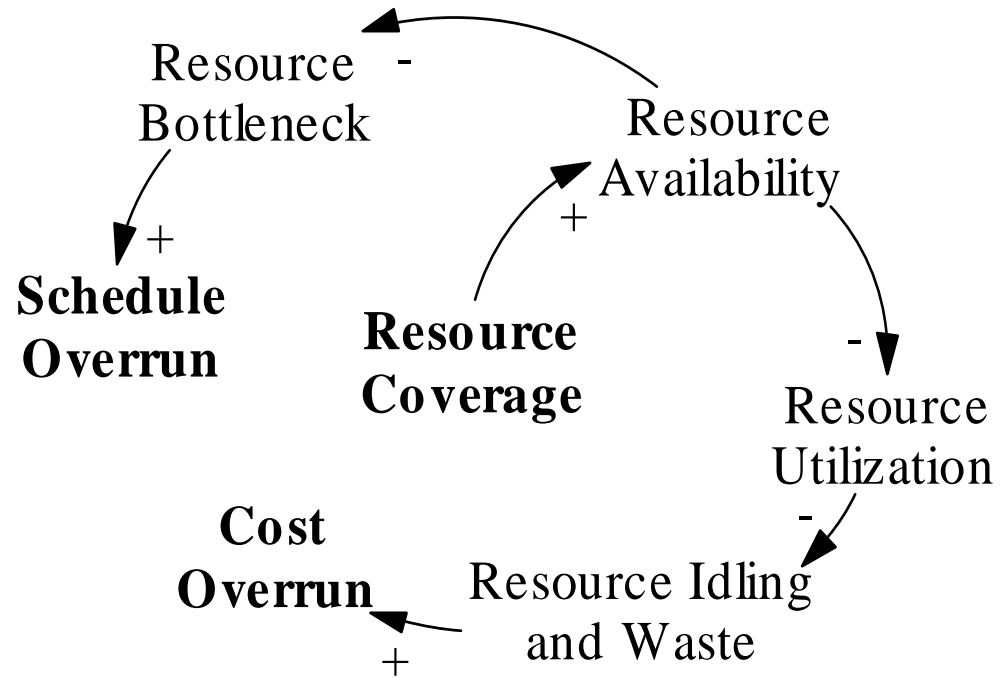 Resource
Bottleneck
-
Resource
Availability
+
+
Schedule
Overrun
Resource
Coverage
-
Resource
Utilization
-
Cost
Overrun
Resource Idling
and Waste
+